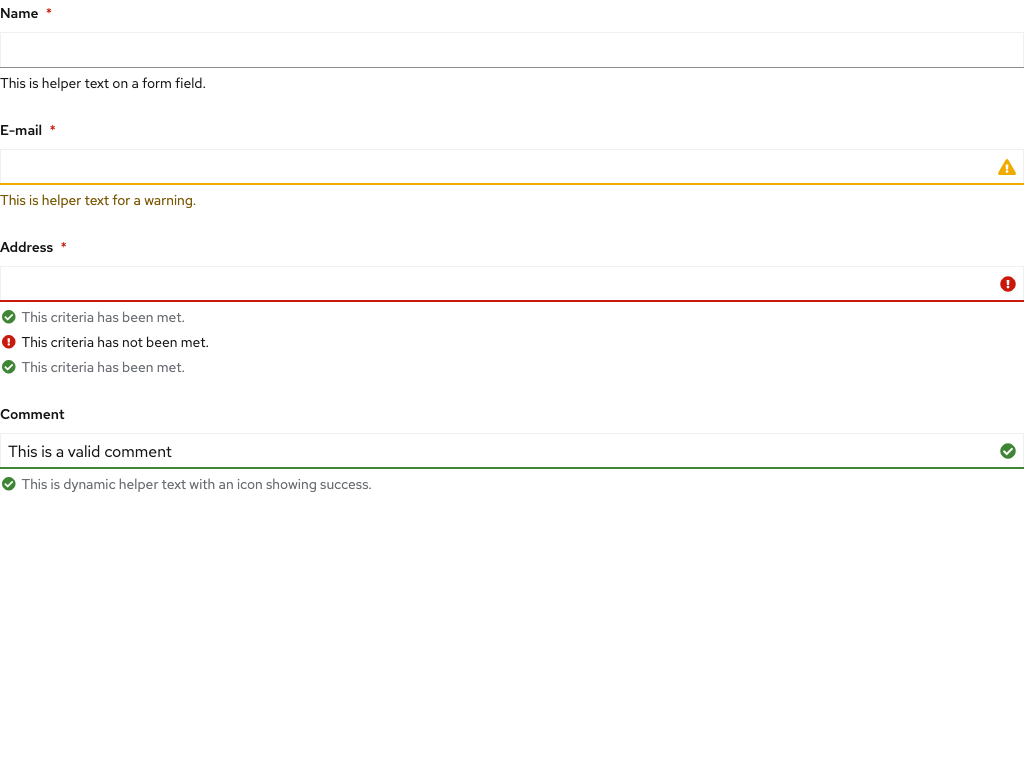 Name *
This is helper text on a form field.
E-mail *
This is helper text for a warning.
Address *
This criteria has been met.
This criteria has not been met.
This criteria has been met.
Comment
This is a valid comment
This is dynamic helper text with an icon showing success.